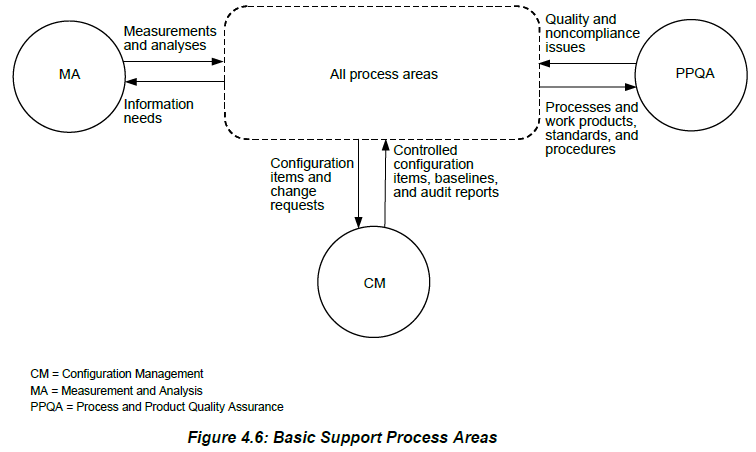 Measurements
and analyses
MA
Information
needs
All process areas
Quality and
noncompliance
issues
PPQA
Processes and
work products,
standards, and
procedures
Configuration
items and
change
requests
Controlled
configuration
items, baselines,
and audit reports
CM
CM = Configuration Management
MA = Measurement and Analysis
PPQA = Process and Product Quality Assurance
Figure 4.6: Basic Support Process Areas